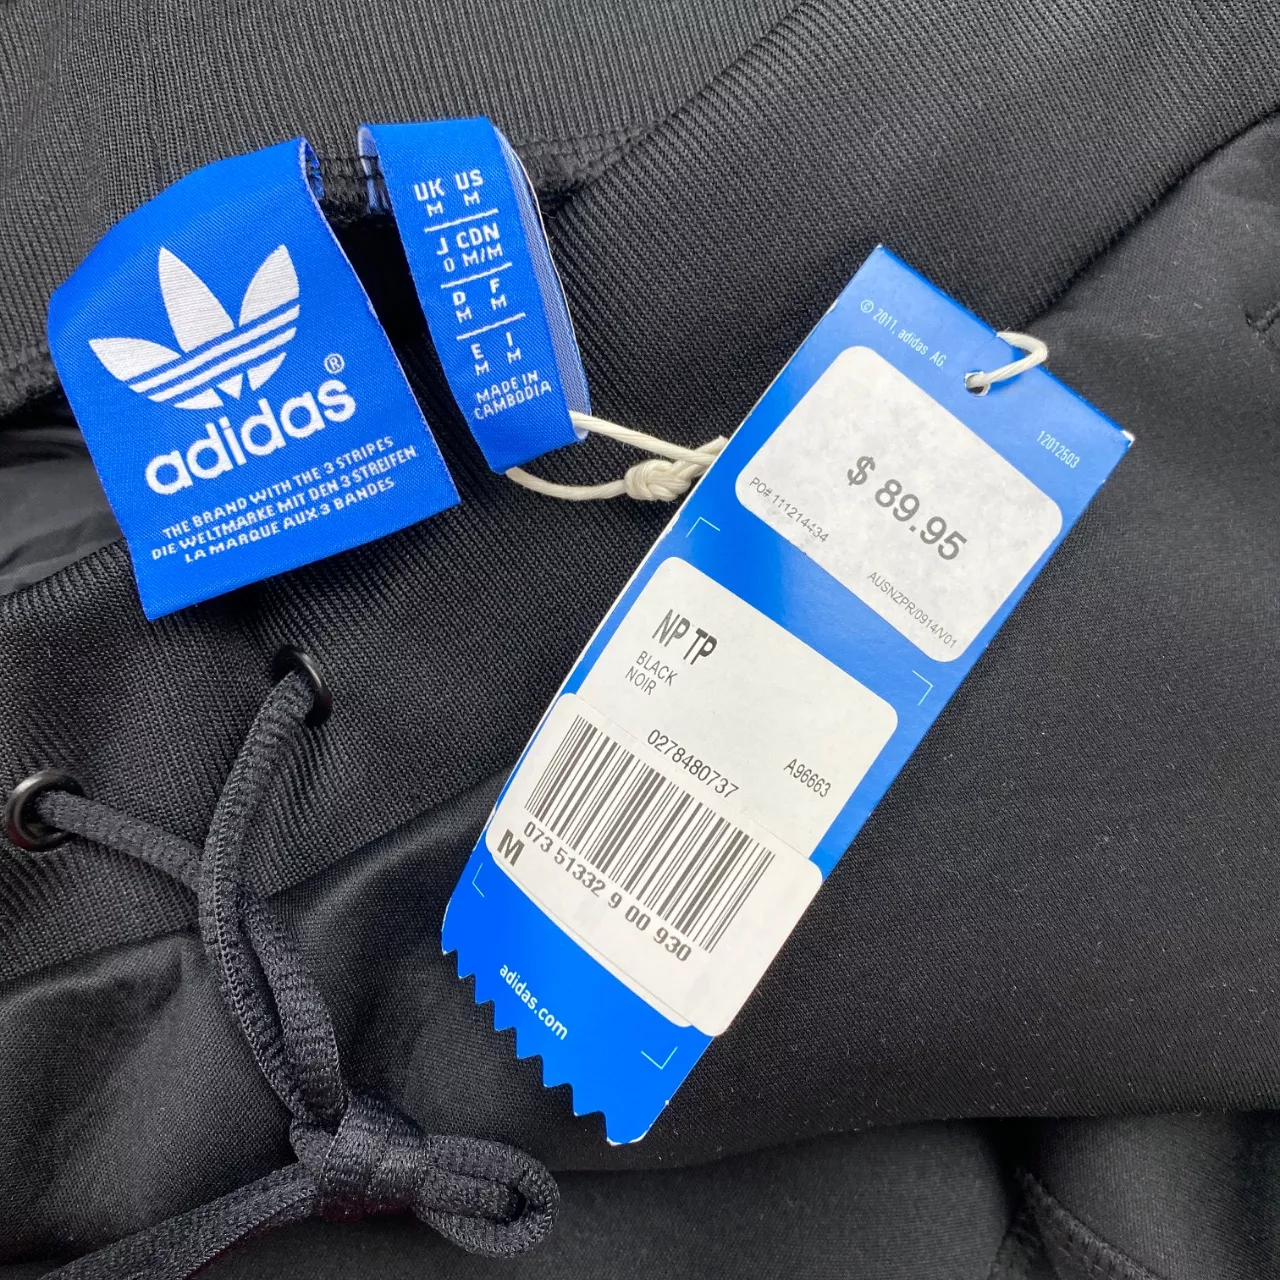 adidas®
THE BRAND WITH THE 3 STRIPES
DIE WELTMARKE MIT DEN 3 STREIFEN
LA MARQUE AUX 3 BANDES
UK US
M M
J CDN
O M/M
D F
M M
E I
M M
MADE IN
CAMBODIA
© 2011, adidas AG.
12012503
$ 89.95
PO# 111214434
AUSNZPR/0914/V01
NP TP
BLACK
NOIR
0278480737
A96663
073 51332 9 00 930
M
adidas.com